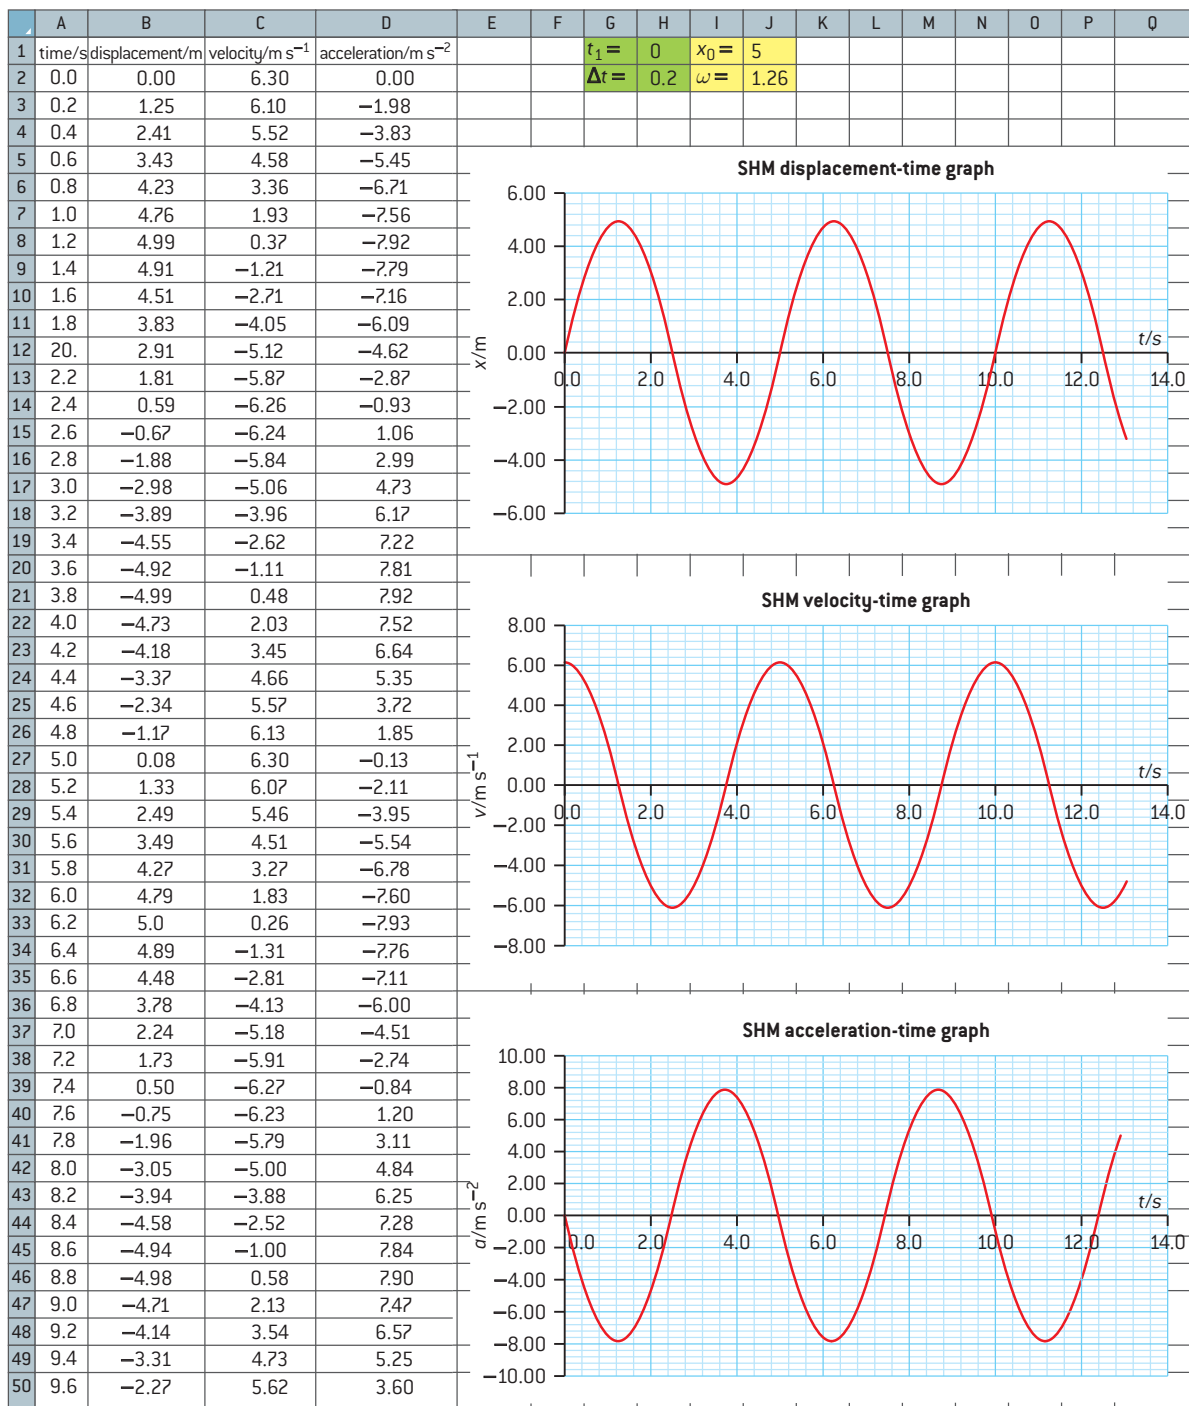 A B C D E F G H I J K L M N O P Q
1 time/s displacement/m velocity/m s⁻¹ acceleration/m s⁻² t₁ = 0 x₀ = 5
2 0.0 0.00 6.30 0.00 Δt = 0.2 ω = 1.26
3 0.2 1.25 6.10 −1.98
4 0.4 2.41 5.52 −3.83
5 0.6 3.43 4.58 −5.45
6 0.8 4.23 3.36 −6.71
7 1.0 4.76 1.93 −7.56
8 1.2 4.99 0.37 −7.92
9 1.4 4.91 −1.21 −7.79
10 1.6 4.51 −2.71 −7.16
11 1.8 3.83 −4.05 −6.09
12 20. 2.91 −5.12 −4.62
13 2.2 1.81 −5.87 −2.87
14 2.4 0.59 −6.26 −0.93
15 2.6 −0.67 −6.24 1.06
16 2.8 −1.88 −5.84 2.99
17 3.0 −2.98 −5.06 4.73
18 3.2 −3.89 −3.96 6.17
19 3.4 −4.55 −2.62 7.22
20 3.6 −4.92 −1.11 7.81
21 3.8 −4.99 0.48 7.92
22 4.0 −4.73 2.03 7.52
23 4.2 −4.18 3.45 6.64
24 4.4 −3.37 4.66 5.35
25 4.6 −2.34 5.57 3.72
26 4.8 −1.17 6.13 1.85
27 5.0 0.08 6.30 −0.13
28 5.2 1.33 6.07 −2.11
29 5.4 2.49 5.46 −3.95
30 5.6 3.49 4.51 −5.54
31 5.8 4.27 3.27 −6.78
32 6.0 4.79 1.83 −7.60
33 6.2 5.0 0.26 −7.93
34 6.4 4.89 −1.31 −7.76
35 6.6 4.48 −2.81 −7.11
36 6.8 3.78 −4.13 −6.00
37 7.0 2.24 −5.18 −4.51
38 7.2 1.73 −5.91 −2.74
39 7.4 0.50 −6.27 −0.84
40 7.6 −0.75 −6.23 1.20
41 7.8 −1.96 −5.79 3.11
42 8.0 −3.05 −5.00 4.84
43 8.2 −3.94 −3.88 6.25
44 8.4 −4.58 −2.52 7.28
45 8.6 −4.94 −1.00 7.84
46 8.8 −4.98 0.58 7.90
47 9.0 −4.71 2.13 7.47
48 9.2 −4.14 3.54 6.57
49 9.4 −3.31 4.73 5.25
50 9.6 −2.27 5.62 3.60
SHM displacement-time graph
6.00
4.00
2.00
0.00
−2.00
−4.00
−6.00
x/m
t/s
0.0 2.0 4.0 6.0 8.0 10.0 12.0 14.0
SHM velocity-time graph
8.00
6.00
4.00
2.00
0.00
−2.00
−4.00
−6.00
−8.00
v/m s⁻¹
t/s
0.0 2.0 4.0 6.0 8.0 10.0 12.0 14.0
SHM acceleration-time graph
10.00
8.00
6.00
4.00
2.00
0.00
−2.00
−4.00
−6.00
−8.00
−10.00
a/m s⁻²
t/s
0.0 2.0 4.0 6.0 8.0 10.0 12.0 14.0